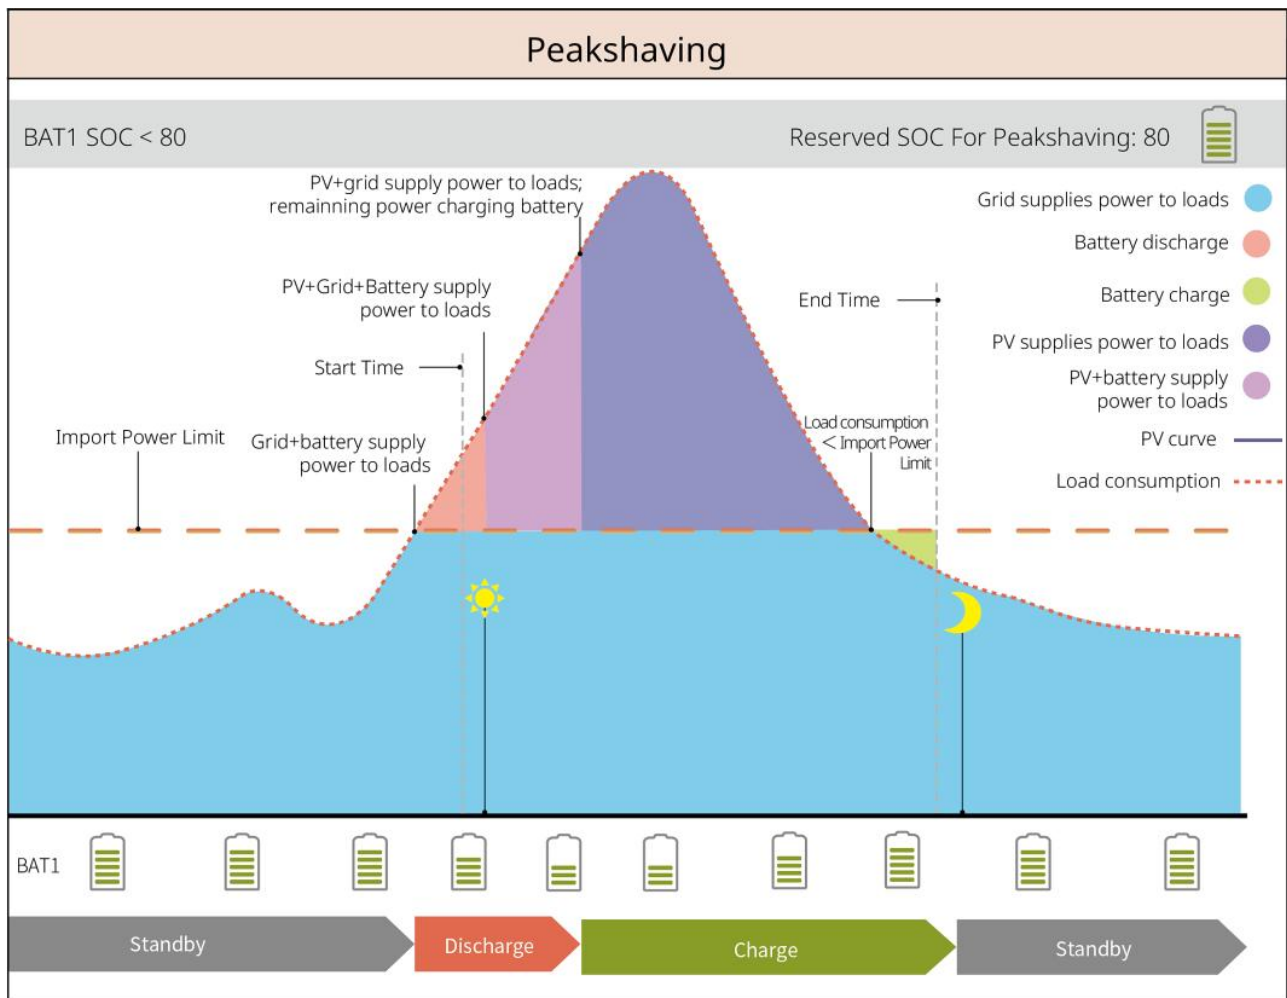 Peakshaving
BAT1 SOC < 80
Reserved SOC For Peakshaving: 80
PV+grid supply power to loads;
remainning power charging battery
Grid supplies power to loads
Battery discharge
PV+Grid+Battery supply
power to loads
End Time
Battery charge
PV supplies power to loads
Start Time
PV+battery supply
power to loads
Import Power Limit
Grid+battery supply
power to loads
Load consumption
< Import Power
Limit
PV curve
Load consumption
BAT1
Standby
Discharge
Charge
Standby